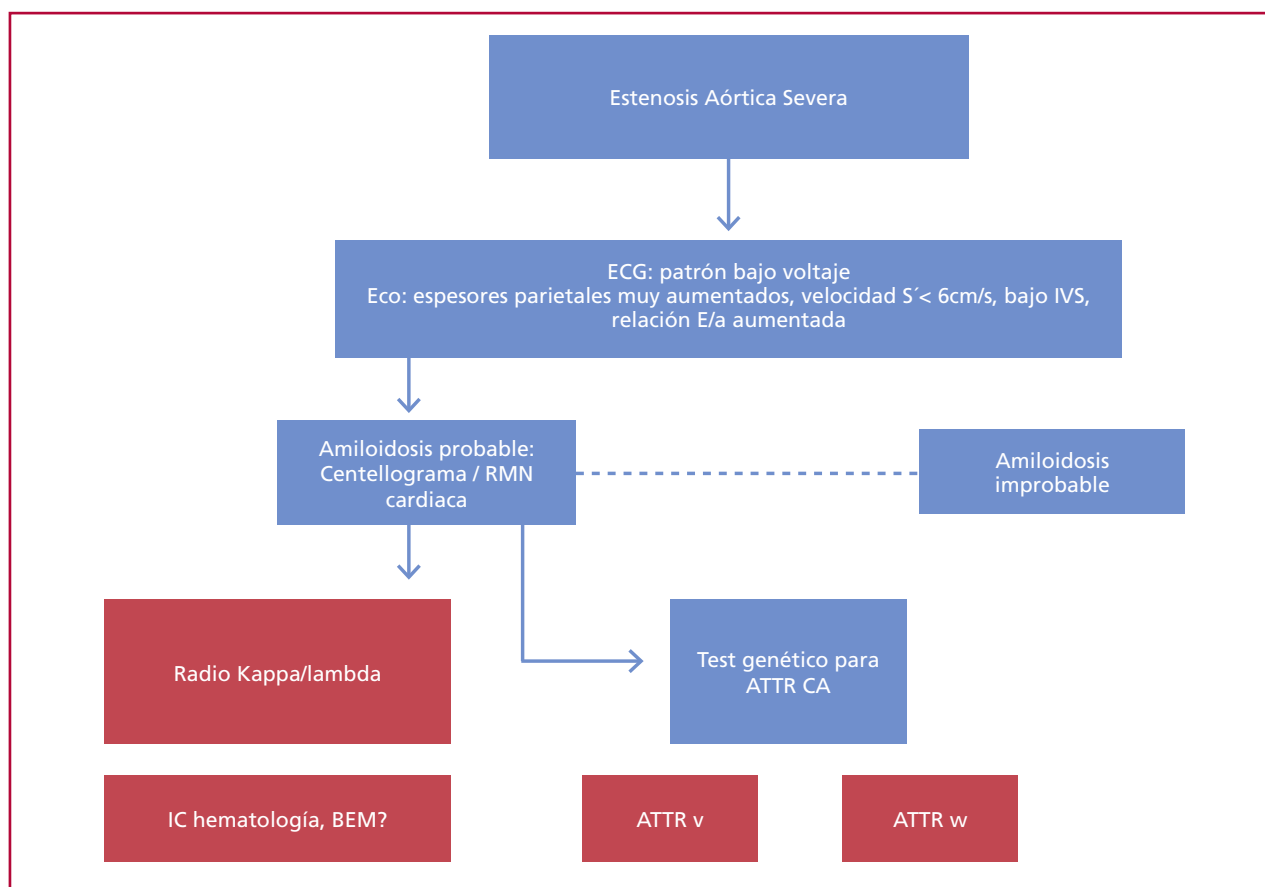 Estenosis Aórtica Severa
ECG: patrón bajo voltaje
Eco: espesores parietales muy aumentados, velocidad S´< 6cm/s, bajo IVS,
relación E/a aumentada
Amiloidosis probable:
Centellograma / RMN
cardiaca
Amiloidosis
improbable
Radio Kappa/lambda
Test genético para
ATTR CA
IC hematología, BEM?
ATTR v
ATTR w